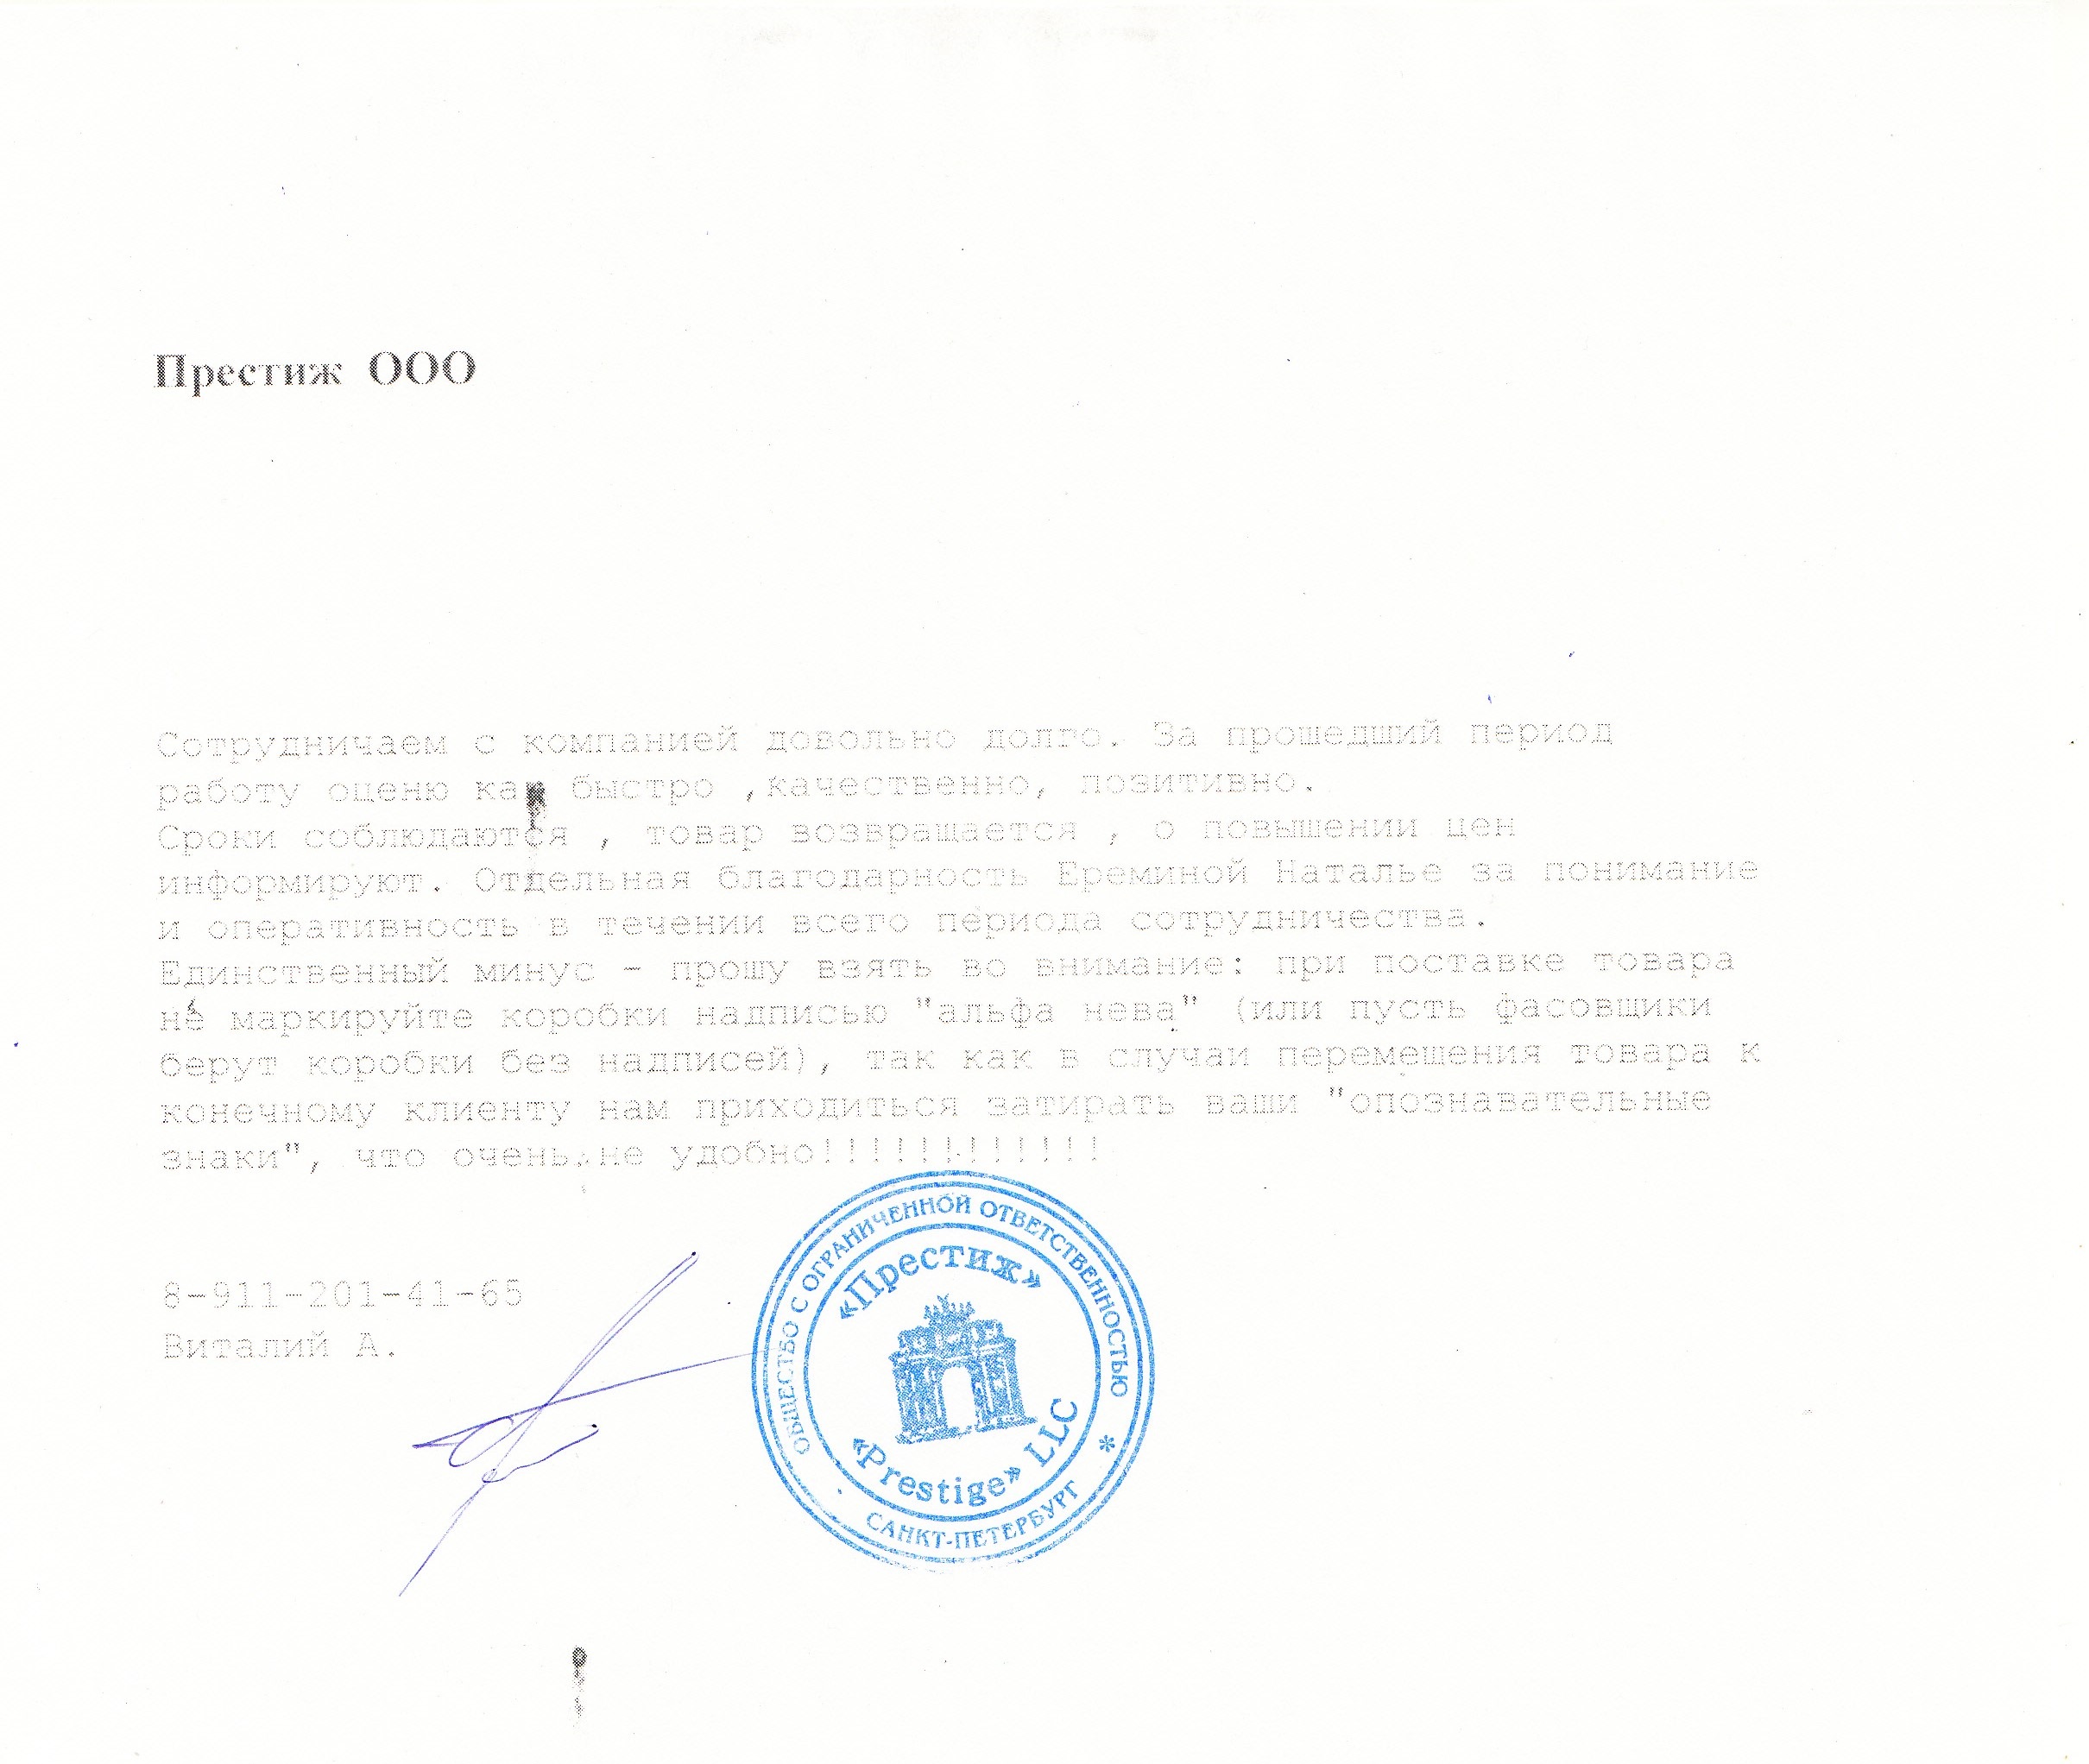 Престиж ООО
Сотрудничаем с компанией довольно долго. За прошедший период
работу оценю как быстро ,качественно, позитивно.
Сроки соблюдаются , товар возвращается , о повышении цен
информируют. Отдельная благодарность Ереминой Наталье за понимание
и оперативность в течении всего периода сотрудничества.
Единственный минус – прошу взять во внимание: при поставке товара
не маркируйте коробки надписью "альфа нева" (или пусть фасовщики
берут коробки без надписей), так как в случаи перемешения товара к
конечному клиенту нам приходиться затирать ваши "опознавательные
знаки", что очень не удобно!!!!!!!!!!!!
8-911-201-41-65
Виталий А.
ОБЩЕСТВО С ОГРАНИЧЕННОЙ ОТВЕТСТВЕННОСТЬЮ *
САНКТ-ПЕТЕРБУРГ
«Престиж»
«Prestige» LLC